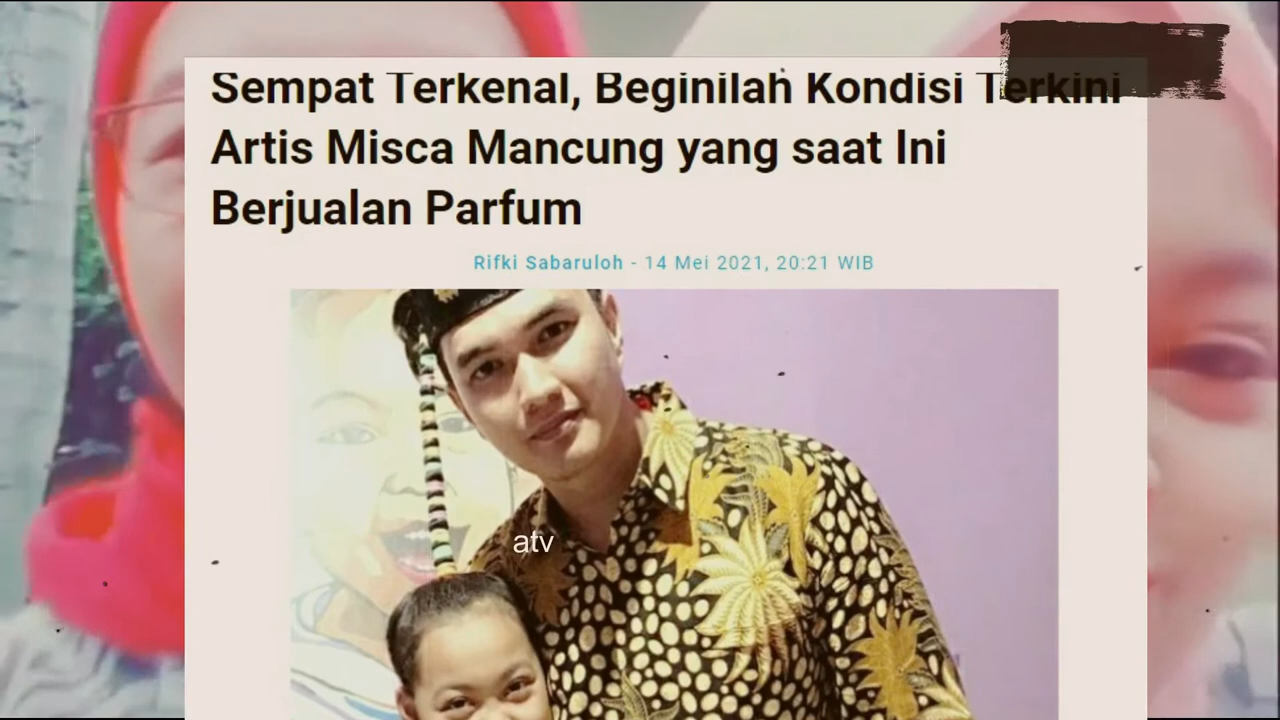 Sempat Terkenal, Beginilah Kondisi Terkini
Artis Misca Mancung yang saat Ini
Berjualan Parfum
Rifki Sabaruloh - 14 Mei 2021, 20:21 WIB
atv